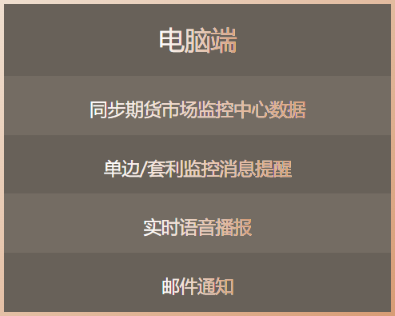 电脑端
同步期货市场监控中心数据
单边/套利监控消息提醒
实时语音播报
邮件通知